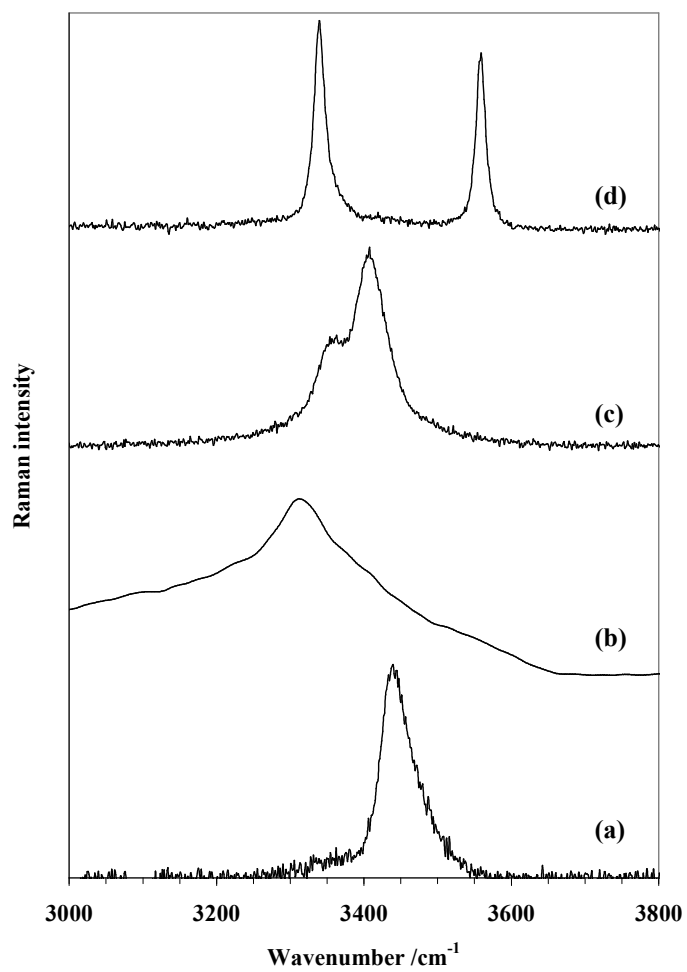 (d)
(c)
Raman intensity
(b)
(a)
3000 3200 3400 3600 3800
Wavenumber /cm⁻¹